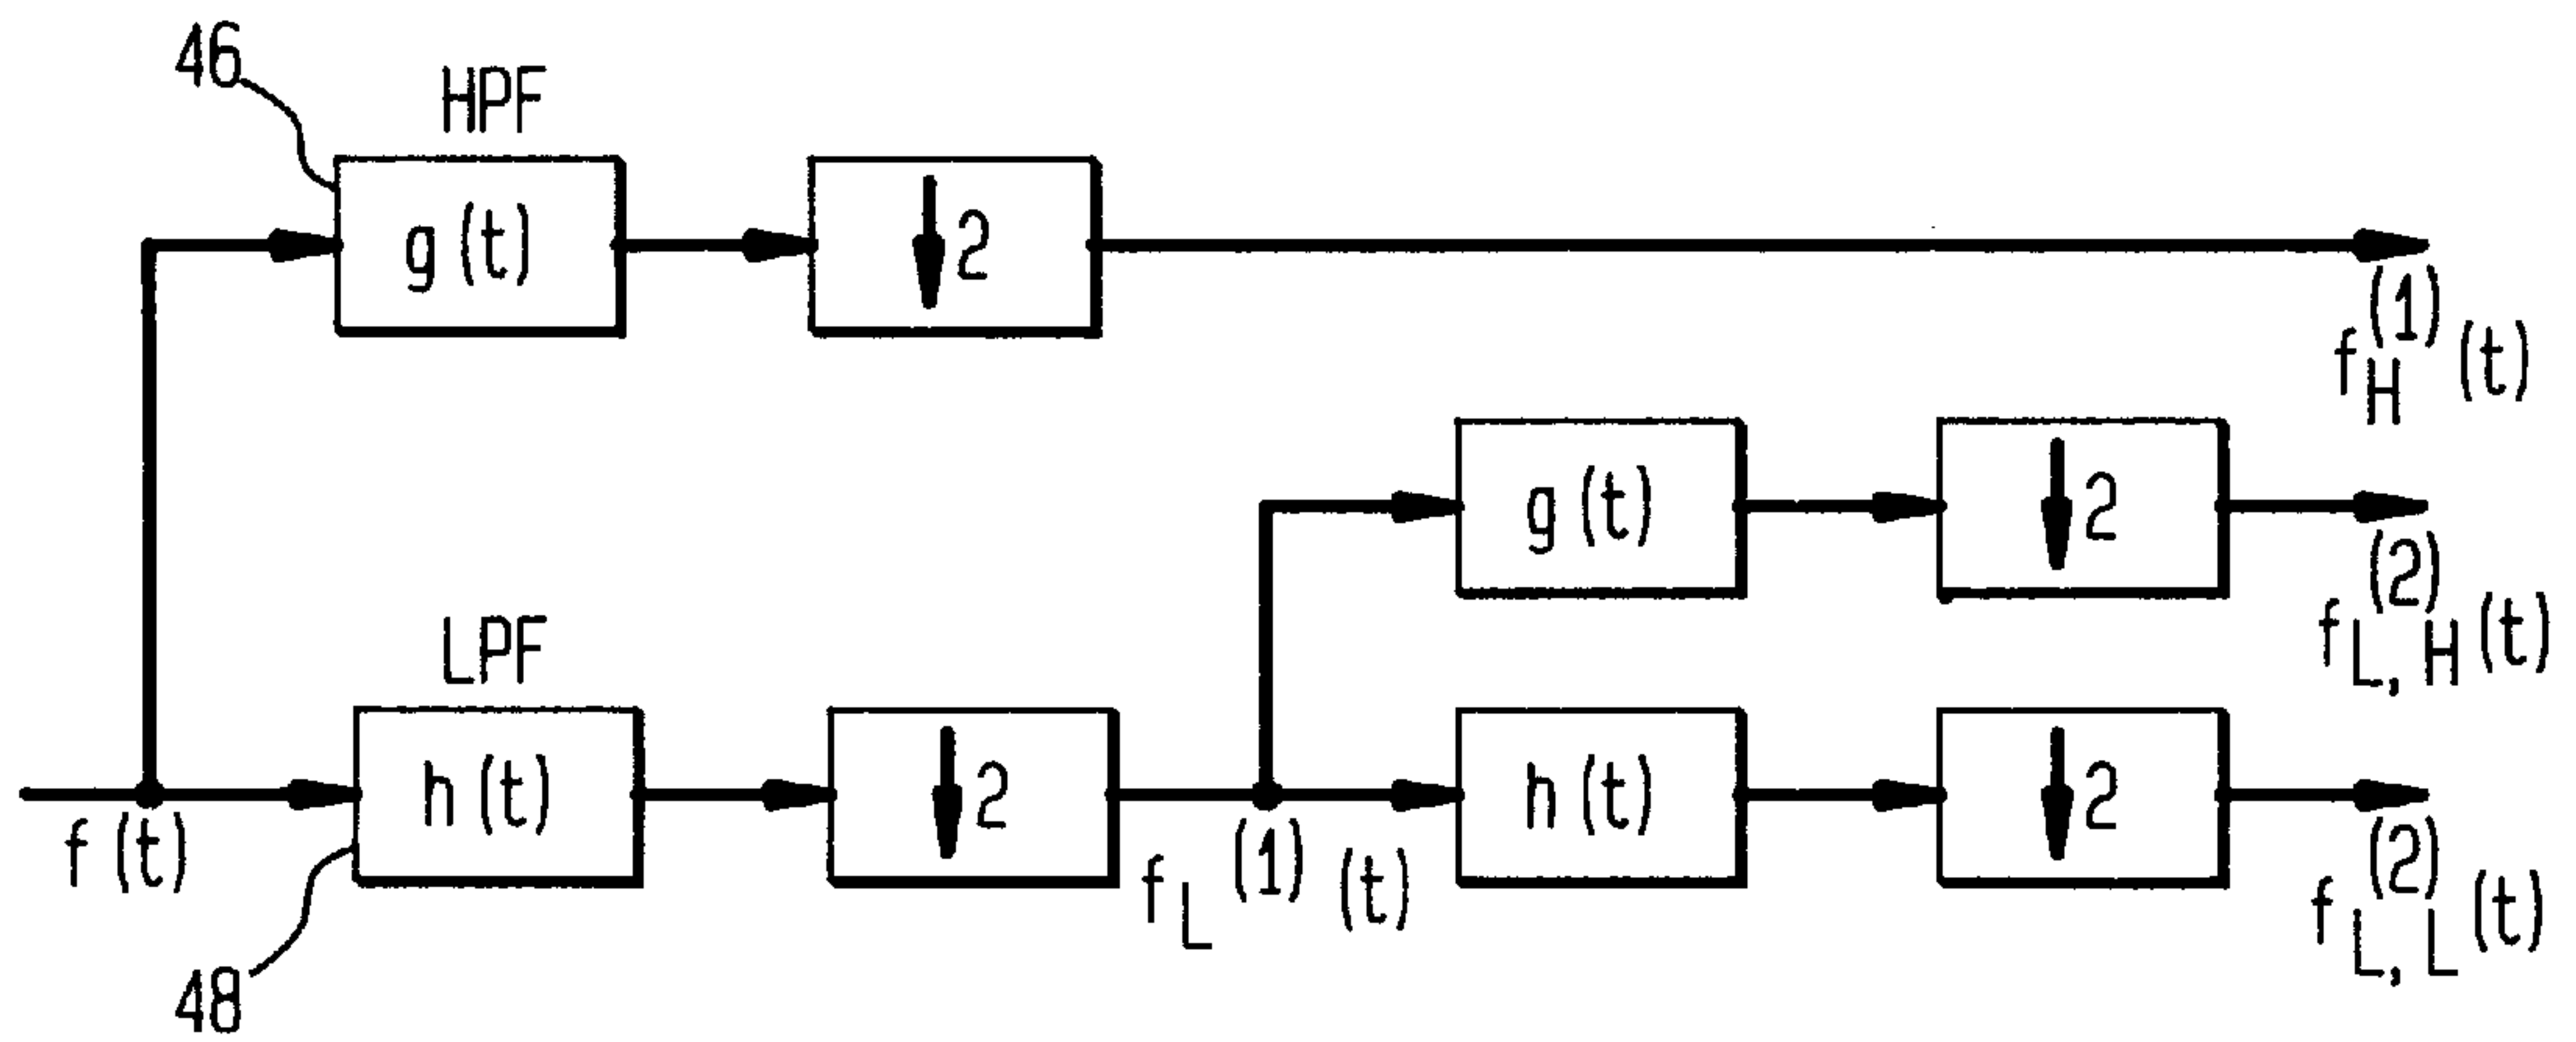 46
HPF
g(t)
↓2
f_H^(1)(t)
g(t)
↓2
f_L,H^(2)(t)
LPF
f(t)
h(t)
↓2
f_L^(1)(t)
h(t)
↓2
f_L,L^(2)(t)
48